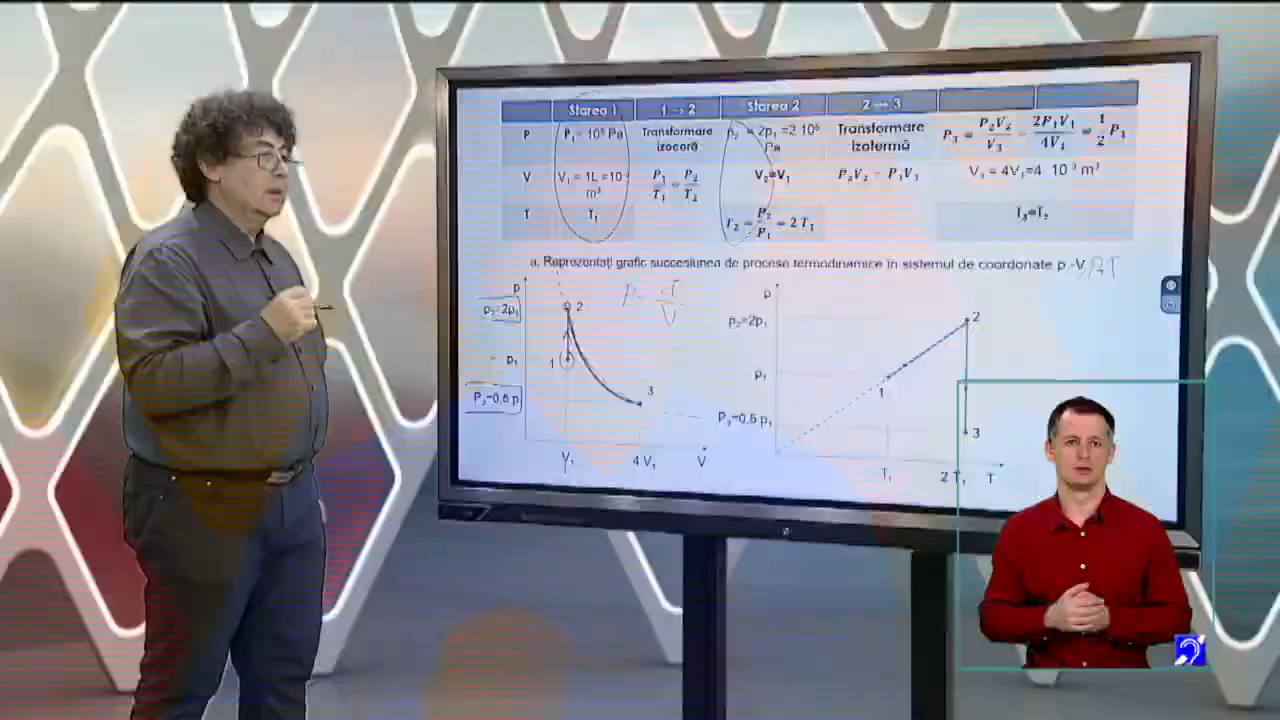 Starea 1 1 → 2 Starea 2 2 → 3
P P₁ = 10⁵ Pa Transformare izocoră p₂ = 2p₁ =2 10⁵ Pa Transformare izotermă P₃ = P₂V₂/V₃ = 2P₁V₁/4V₁ = 1/2 P₁
V V₁ = 1L =10⁻³ m³ P₁/T₁ = P₂/T₂ V₂=V₁ P₂V₂ = P₃V₃ V₃ = 4V₁=4 10⁻³ m³
T T₁ T₂ = P₂/P₁ = 2 T₁ T₃=T₂
a. Reprezentați grafic succesiunea de procese termodinamice în sistemul de coordonate p -V
p
p₂=2p₁
2
p₁
1
3
P₃=0,5 p₁
V₁
4 V₁
V
p
p₂=2p₁
2
p₁
1
P₃=0,5 p₁
3
T₁
2 T₁
T